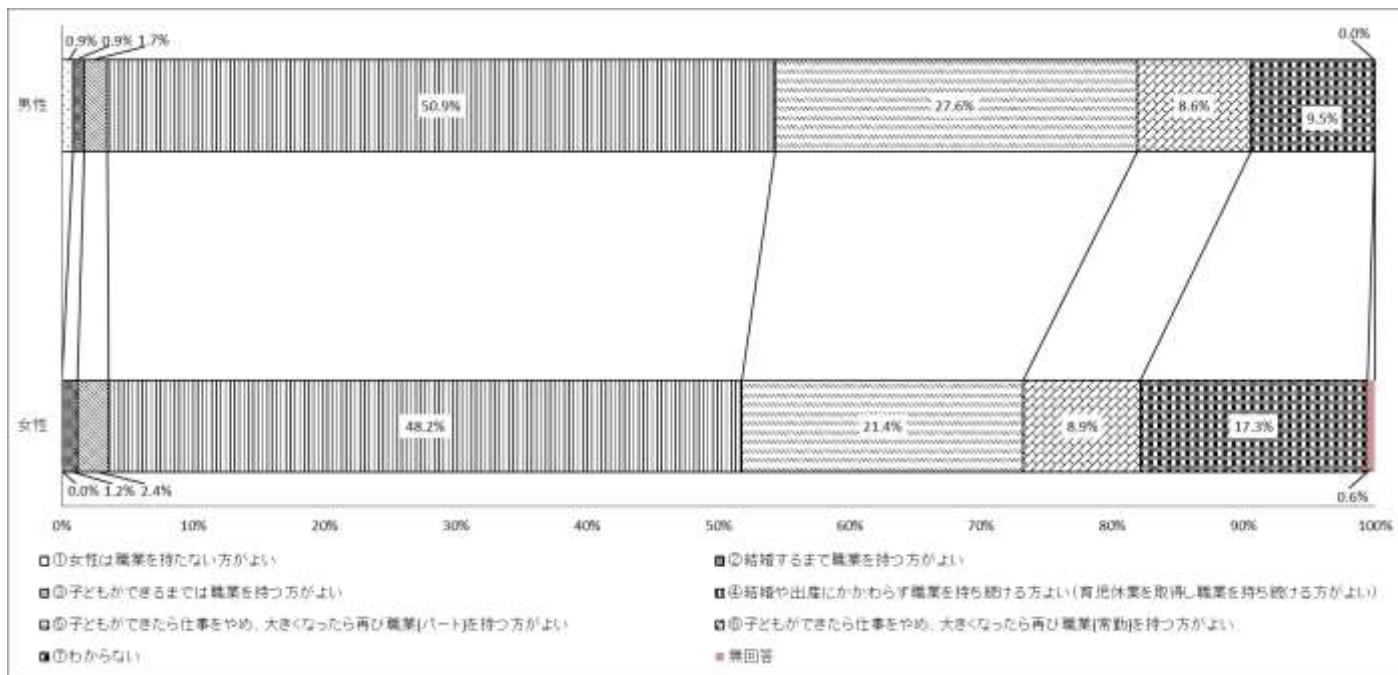 0.9% 0.9% 1.7% 0.0%
男性 50.9% 27.6% 8.6% 9.5%
女性 48.2% 21.4% 8.9% 17.3%
0.0% 1.2% 2.4% 0.6%
0% 10% 20% 30% 40% 50% 60% 70% 80% 90% 100%
①女性は職業を持たない方がよい ②結婚するまで職業を持つ方がよい
③子どもができるまでは職業を持つ方がよい ④結婚や出産にかかわらず職業を持ち続ける方よい(育児休業を取得し職業を持ち続ける方がよい)
⑤子どもができたら仕事をやめ、大きくなったら再び職業(パート)を持つ方がよい ⑥子どもができたら仕事をやめ、大きくなったら再び職業(常勤)を持つ方がよい
⑦わからない 無回答